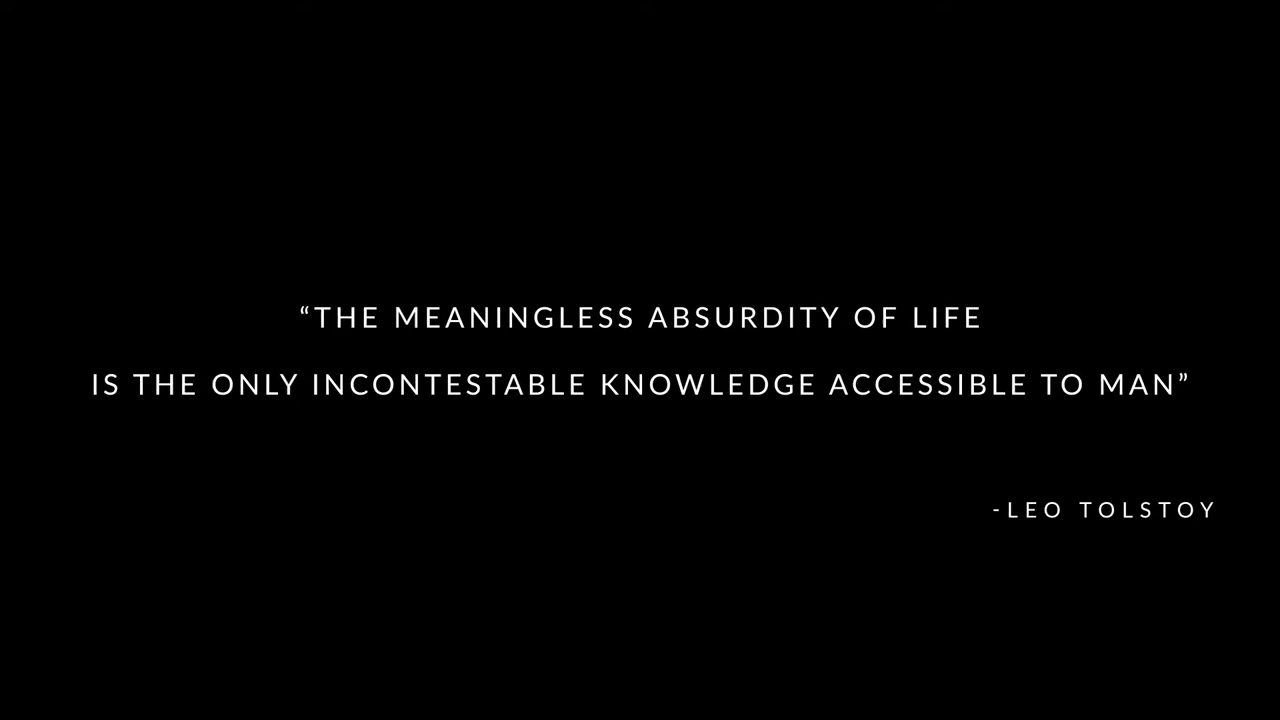 “THE MEANINGLESS ABSURDITY OF LIFE
IS THE ONLY INCONTESTABLE KNOWLEDGE ACCESSIBLE TO MAN”
-LEO TOLSTOY